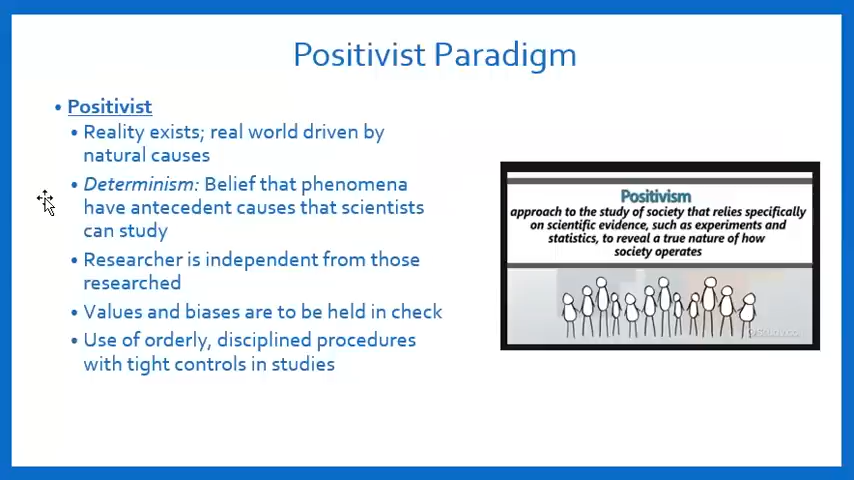 Positivist Paradigm
• Positivist
• Reality exists; real world driven by
natural causes
• Determinism: Belief that phenomena
have antecedent causes that scientists
can study
• Researcher is independent from those
researched
• Values and biases are to be held in check
• Use of orderly, disciplined procedures
with tight controls in studies
Positivism
approach to the study of society that relies specifically
on scientific evidence, such as experiments and
statistics, to reveal a true nature of how
society operates